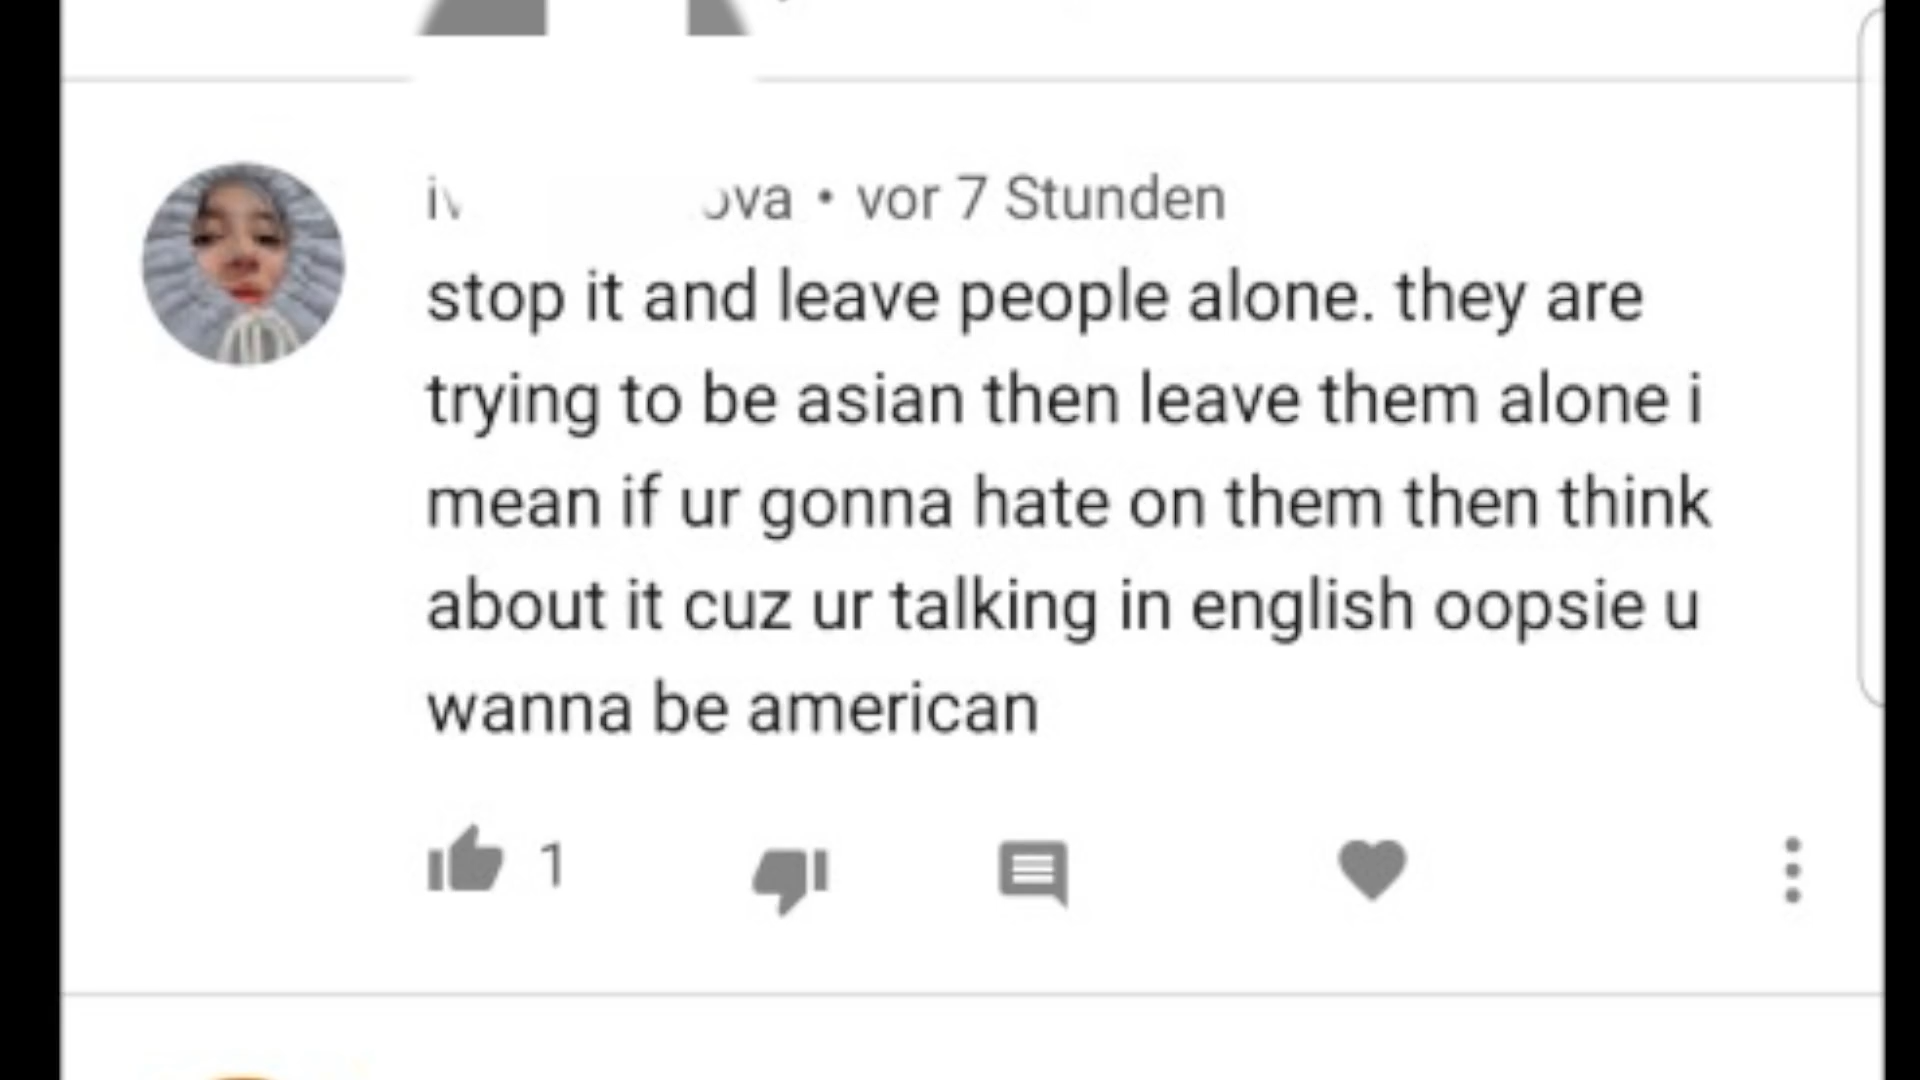 ova • vor 7 Stunden
stop it and leave people alone. they are
trying to be asian then leave them alone i
mean if ur gonna hate on them then think
about it cuz ur talking in english oopsie u
wanna be american
1